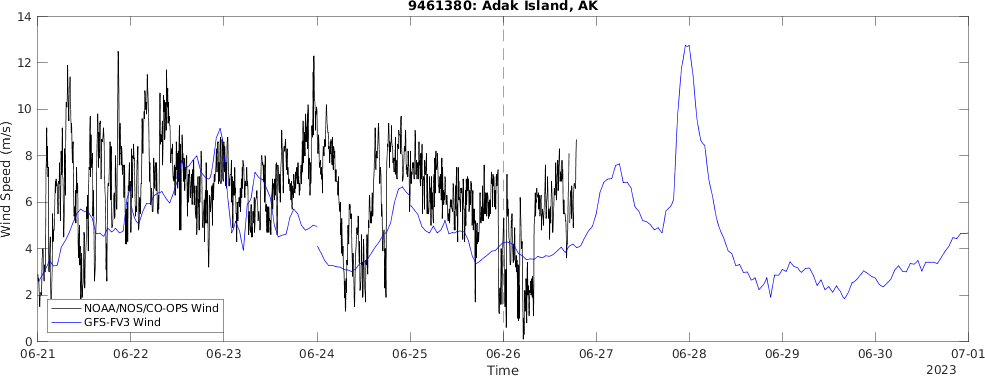 9461380: Adak Island, AK
Wind Speed (m/s)
14
12
10
8
6
4
2
0
NOAA/NOS/CO-OPS Wind
GFS-FV3 Wind
06-21 06-22 06-23 06-24 06-25 06-26 06-27 06-28 06-29 06-30 07-01
Time
2023